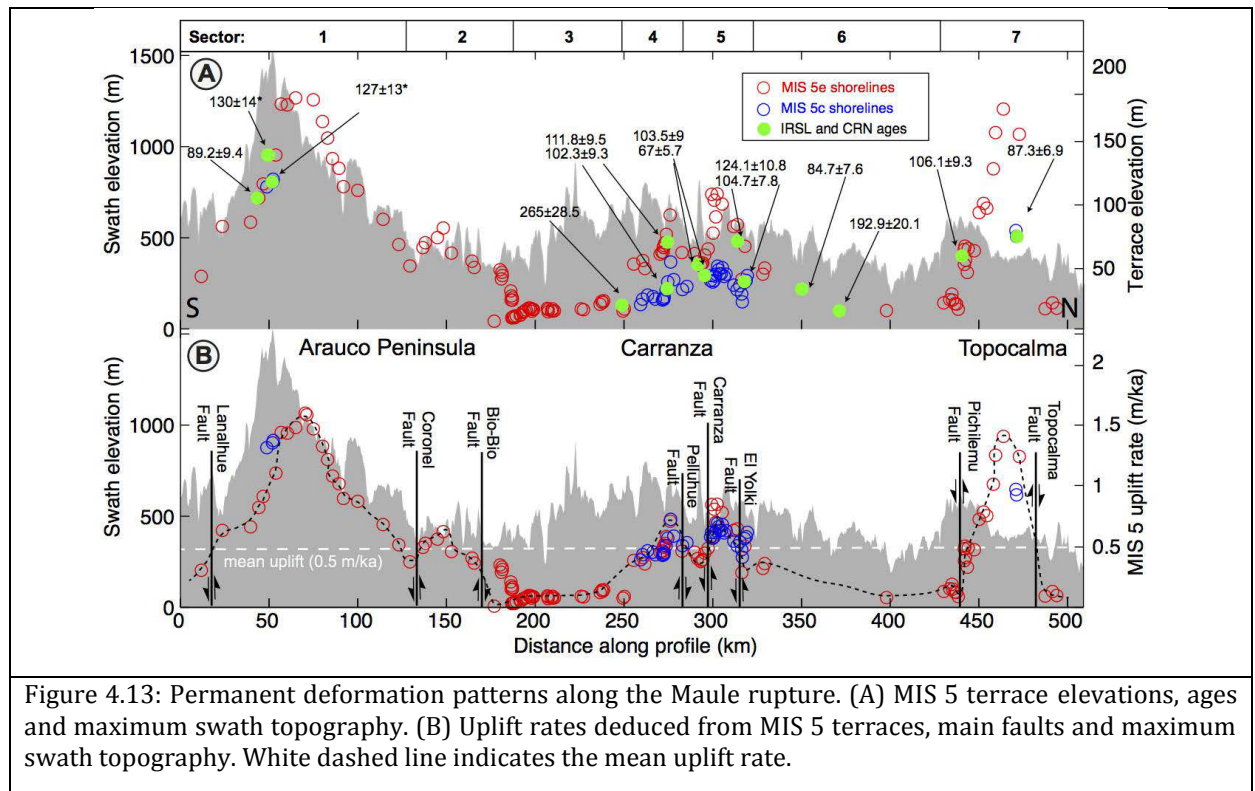 Sector: 1 2 3 4 5 6 7
1500
1000
500
0
Swath elevation (m)
A
200
150
100
50
0
Terrace elevation (m)
MIS 5e shorelines
MIS 5c shorelines
IRSL and CRN ages
130±14*
127±13*
89.2±9.4
265±28.5
111.8±9.5
102.3±9.3
103.5±9
67±5.7
124.1±10.8
104.7±7.8
84.7±7.6
192.9±20.1
106.1±9.3
87.3±6.9
S
N
B
Arauco Peninsula
Carranza
Topocalma
Swath elevation (m)
1000
500
0
2
1.5
1
0.5
0
MIS 5 uplift rate (m/ka)
Lanalhue
Fault
Coronel
Fault
Bio-Bio
Fault
Pelluhue
Fault
Carranza
Fault
El Yolki
Fault
Pichilemu
Fault
Topocalma
Fault
mean uplift (0.5 m/ka)
0 50 100 150 200 250 300 350 400 450 500
Distance along profile (km)
Figure 4.13: Permanent deformation patterns along the Maule rupture. (A) MIS 5 terrace elevations, ages
and maximum swath topography. (B) Uplift rates deduced from MIS 5 terraces, main faults and maximum
swath topography. White dashed line indicates the mean uplift rate.